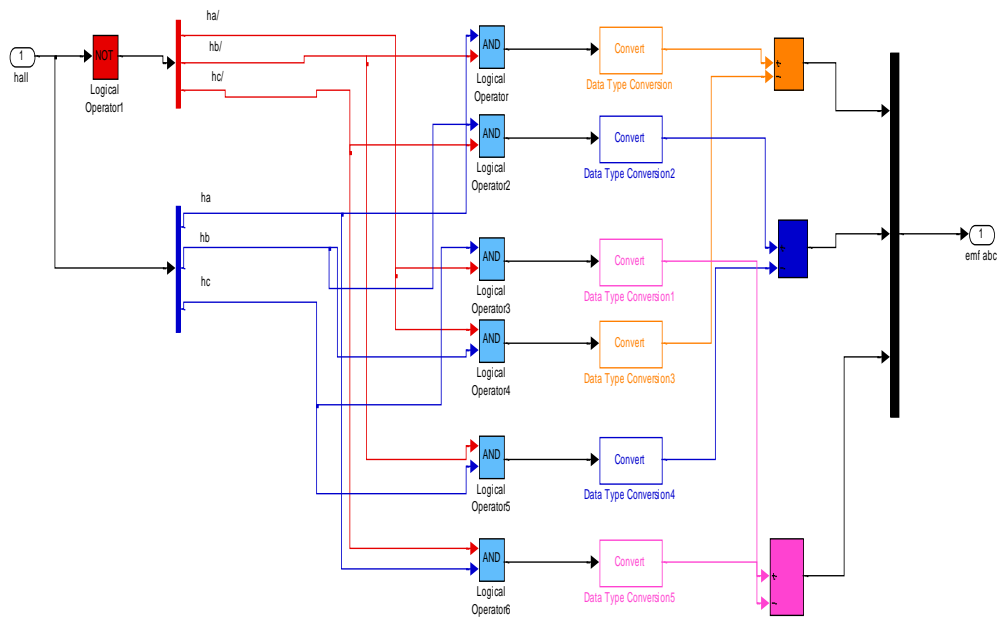 1
hall
NOT
Logical
Operator1
ha/
hb/
hc/
ha
hb
hc
AND
Logical
Operator
Convert
Data Type Conversion
+
−
AND
Logical
Operator2
Convert
Data Type Conversion2
AND
Logical
Operator3
Convert
Data Type Conversion1
AND
Logical
Operator4
Convert
Data Type Conversion3
AND
Logical
Operator5
Convert
Data Type Conversion4
AND
Logical
Operator6
Convert
Data Type Conversion5
+
−
1
emf abc